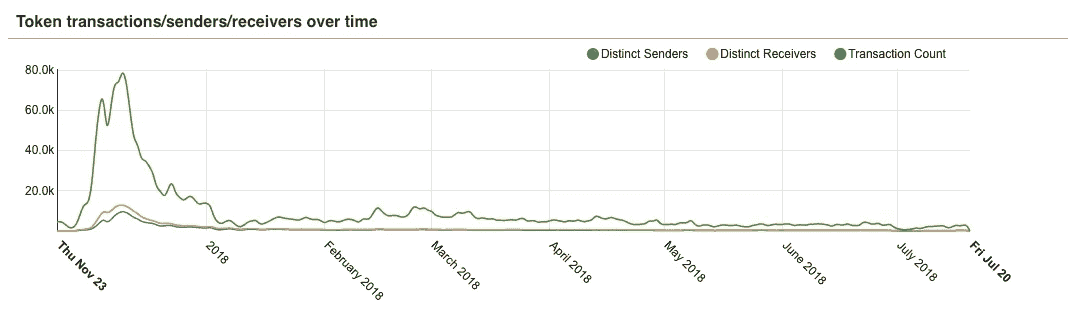 Token transactions/senders/receivers over time
Distinct Senders Distinct Receivers Transaction Count
80.0k
60.0k
40.0k
20.0k
Thu Nov 23
2018
February 2018
March 2018
April 2018
May 2018
June 2018
July 2018
Fri Jul 20